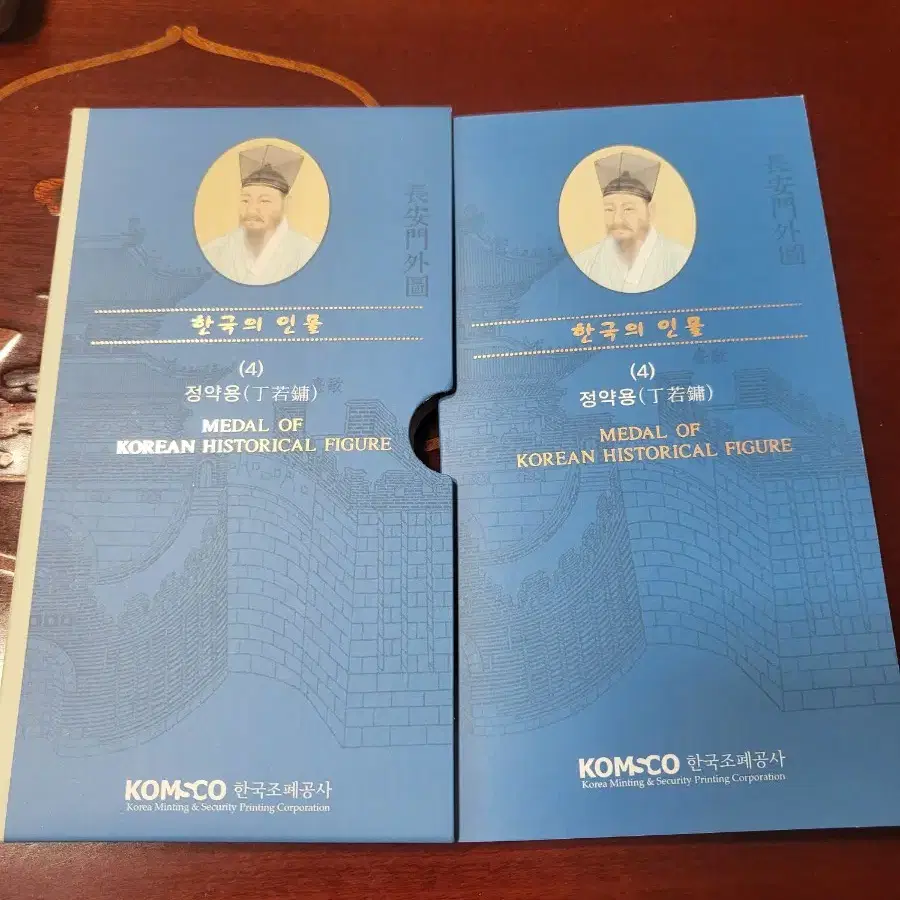 長安門外圖
한국의 인물
(4)
정약용(丁若鏞)
MEDAL OF
KOREAN HISTORICAL FIGURE
KOMSCO 한국조폐공사
Korea Minting & Security Printing Corporation
長安門外圖
한국의 인물
(4)
정약용(丁若鏞)
MEDAL OF
KOREAN HISTORICAL FIGURE
KOMSCO 한국조폐공사
Korea Minting & Security Printing Corporation